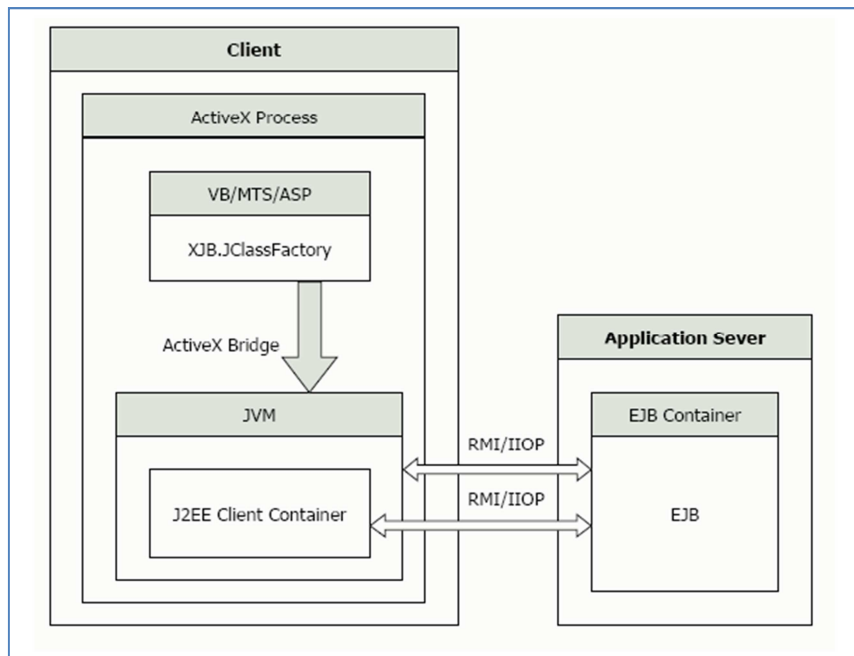 Client
ActiveX Process
VB/MTS/ASP
XJB.JClassFactory
ActiveX Bridge
JVM
J2EE Client Container
RMI/IIOP
RMI/IIOP
Application Sever
EJB Container
EJB